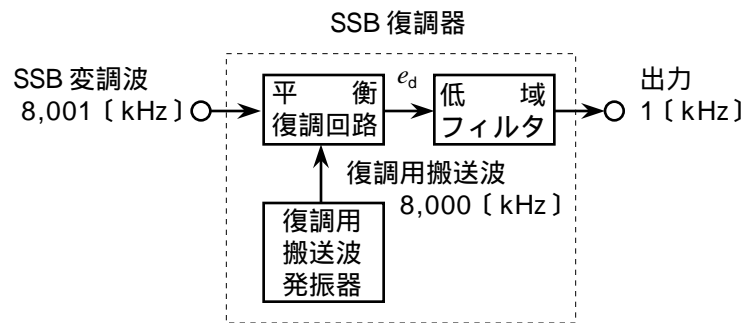 SSB 復調器
SSB 変調波
8,001〔kHz〕
平 衡
復調回路
e_d
低 域
フィルタ
出力
1〔kHz〕
復調用搬送波
8,000〔kHz〕
復調用
搬送波
発振器